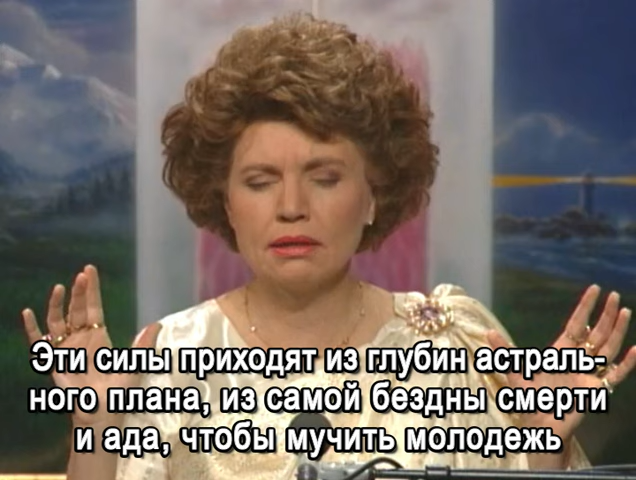 Эти силы приходят из глубин астраль-
ного плана, из самой бездны смерти
и ада, чтобы мучить молодежь